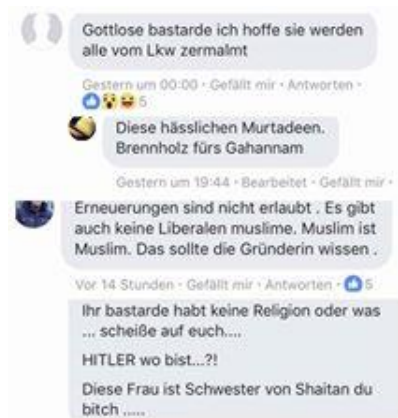 Gottlose bastarde ich hoffe sie werden
alle vom Lkw zermalmt
Gestern um 00:00 · Gefällt mir · Antworten ·
5
Diese hässlichen Murtadeen.
Brennholz fürs Gahannam
Gestern um 19:44 · Bearbeitet · Gefällt mir ·
Erneuerungen sind nicht erlaubt . Es gibt
auch keine Liberalen muslime. Muslim ist
Muslim. Das sollte die Gründerin wissen .
Vor 14 Stunden · Gefällt mir · Antworten · 5
Ihr bastarde habt keine Religion oder was
... scheiße auf euch....
HITLER wo bist...?!
Diese Frau ist Schwester von Shaitan du
bitch .....